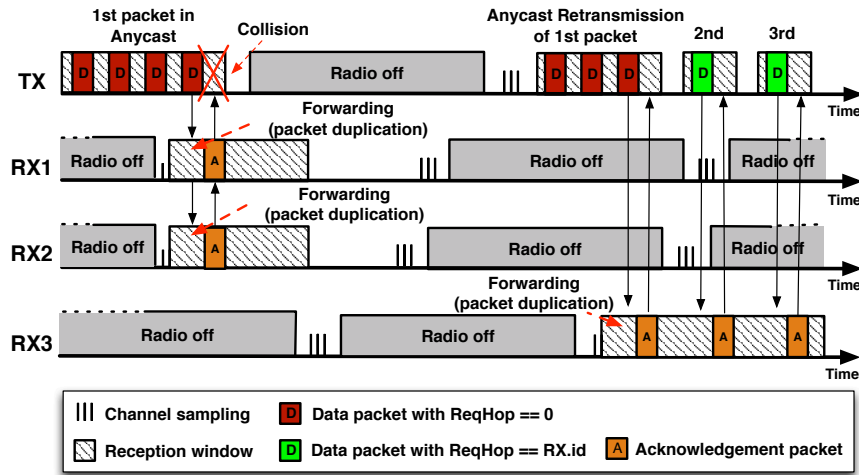 1st packet in
Anycast
Collision
Anycast Retransmission
of 1st packet
2nd
3rd
TX
D
D
D
D
Radio off
D
D
D
D
D
Time
Forwarding
(packet duplication)
RX1
Radio off
A
Radio off
Radio off
Time
Forwarding
(packet duplication)
RX2
Radio off
A
Radio off
Radio off
Time
Forwarding
(packet duplication)
RX3
Radio off
Radio off
A
A
A
Time
Channel sampling
D Data packet with ReqHop == 0
Reception window
D Data packet with ReqHop == RX.id
A Acknowledgement packet